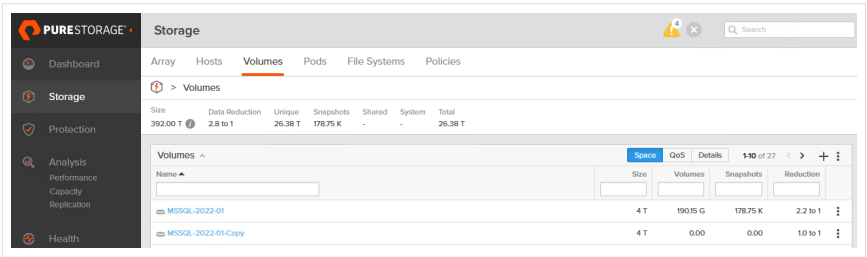 PURESTORAGE®
Storage
4
Search
Dashboard
Storage
Protection
Analysis
Performance
Capacity
Replication
Health
Array Hosts Volumes Pods File Systems Policies
> Volumes
Size Data Reduction Unique Snapshots Shared System Total
392.00 T 2.8 to 1 26.38 T 178.75 K - - 26.38 T
Volumes
Space QoS Details 1-10 of 27 < > +
Name Size Volumes Snapshots Reduction
MSSQL-2022-01 4 T 190.15 G 178.75 K 2.2 to 1
MSSQL-2022-01-Copy 4 T 0.00 0.00 1.0 to 1